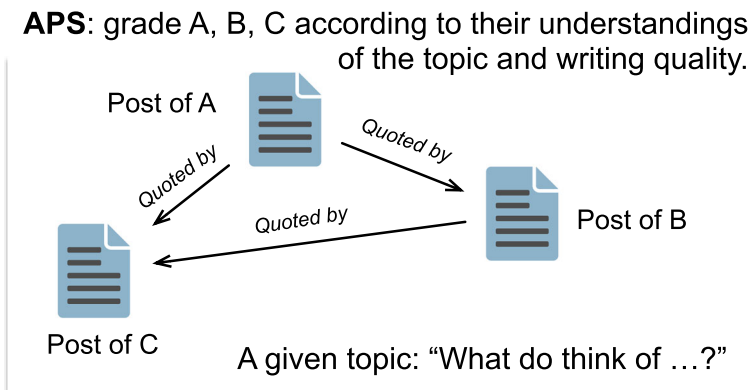 APS: grade A, B, C according to their understandings
of the topic and writing quality.
Post of A
Quoted by
Quoted by
Quoted by
Post of B
Post of C
A given topic: “What do think of …?”